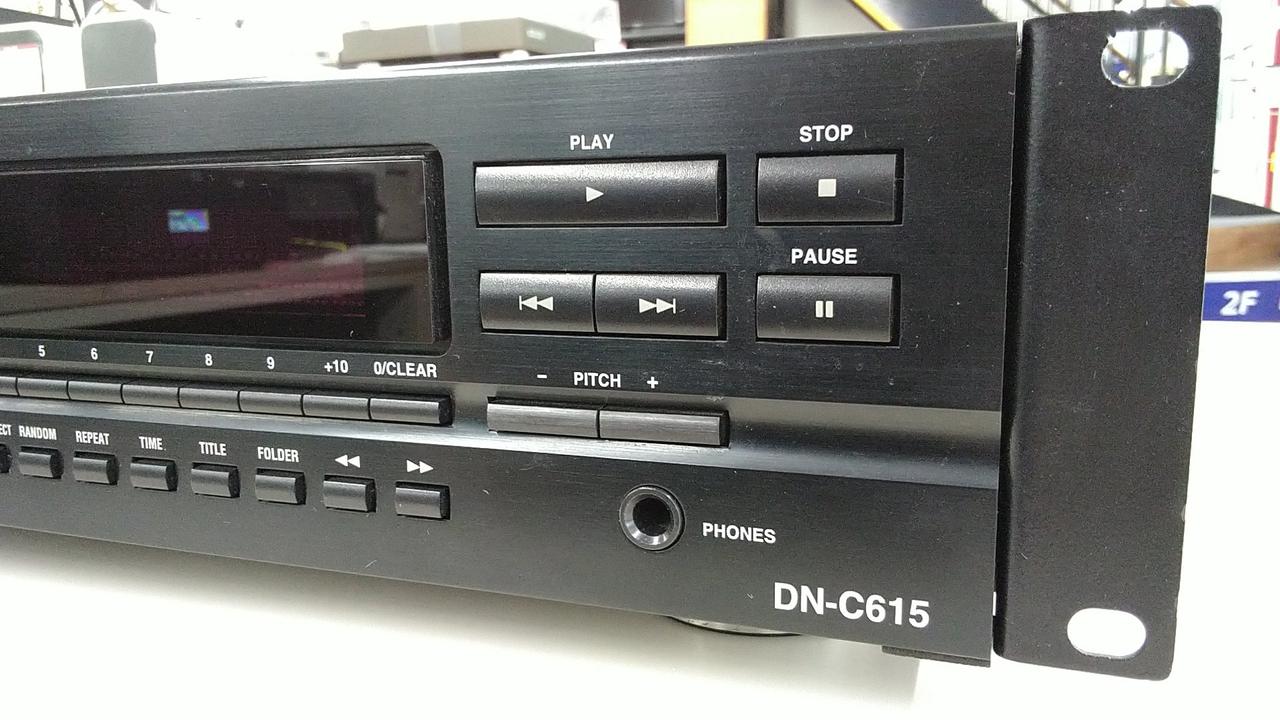 PLAY
STOP
PAUSE
5 6 7 8 9 +10 0/CLEAR
- PITCH +
RANDOM REPEAT TIME TITLE FOLDER
PHONES
DN-C615
2F